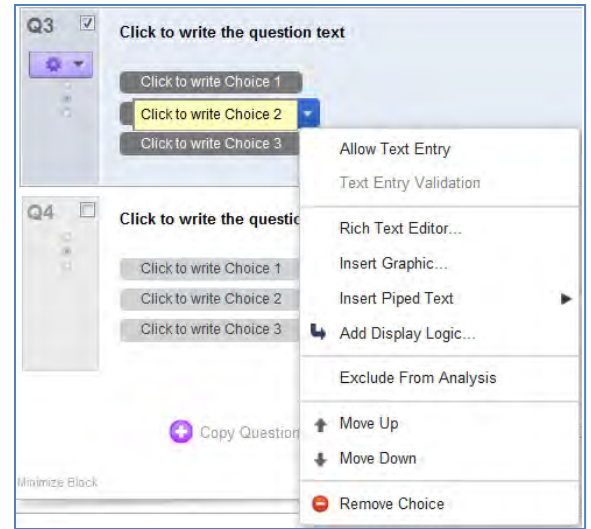 Q3
Click to write the question text
Click to write Choice 1
Click to write Choice 2
Click to write Choice 3
Allow Text Entry
Text Entry Validation
Rich Text Editor...
Insert Graphic...
Insert Piped Text
Add Display Logic...
Exclude From Analysis
Move Up
Move Down
Remove Choice
Q4
Click to write the questic
Click to write Choice 1
Click to write Choice 2
Click to write Choice 3
Copy Question
Minimize Block